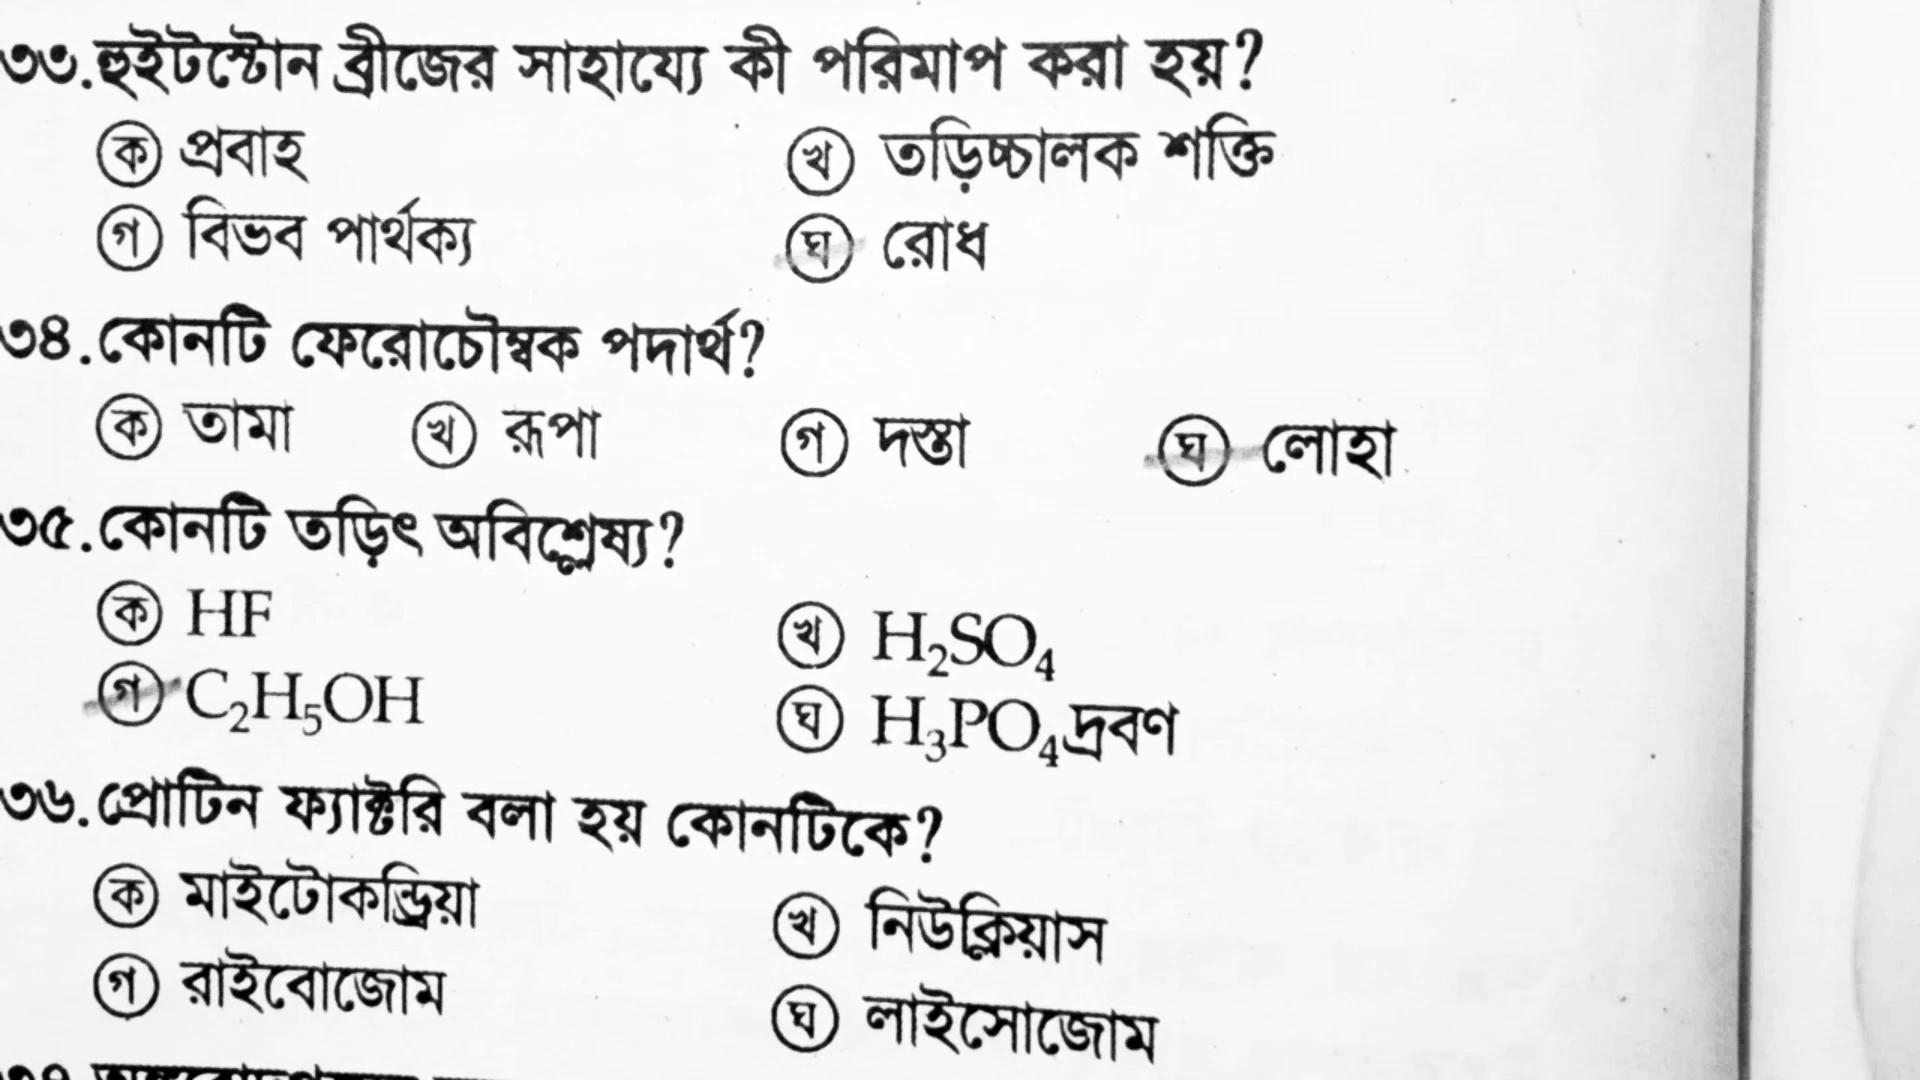 ৩৩.হুইটস্টোন ব্রীজের সাহায্যে কী পরিমাপ করা হয়?
ক প্রবাহ খ তড়িচ্চালক শক্তি
গ বিভব পার্থক্য ঘ রোধ
৩৪.কোনটি ফেরোচৌম্বক পদার্থ?
ক তামা খ রূপা গ দস্তা ঘ লোহা
৩৫.কোনটি তড়িৎ অবিশ্লেষ্য?
ক HF খ H₂SO₄
গ C₂H₅OH ঘ H₃PO₄দ্রবণ
৩৬.প্রোটিন ফ্যাক্টরি বলা হয় কোনটিকে?
ক মাইটোকন্ড্রিয়া খ নিউক্লিয়াস
গ রাইবোজোম ঘ লাইসোজোম